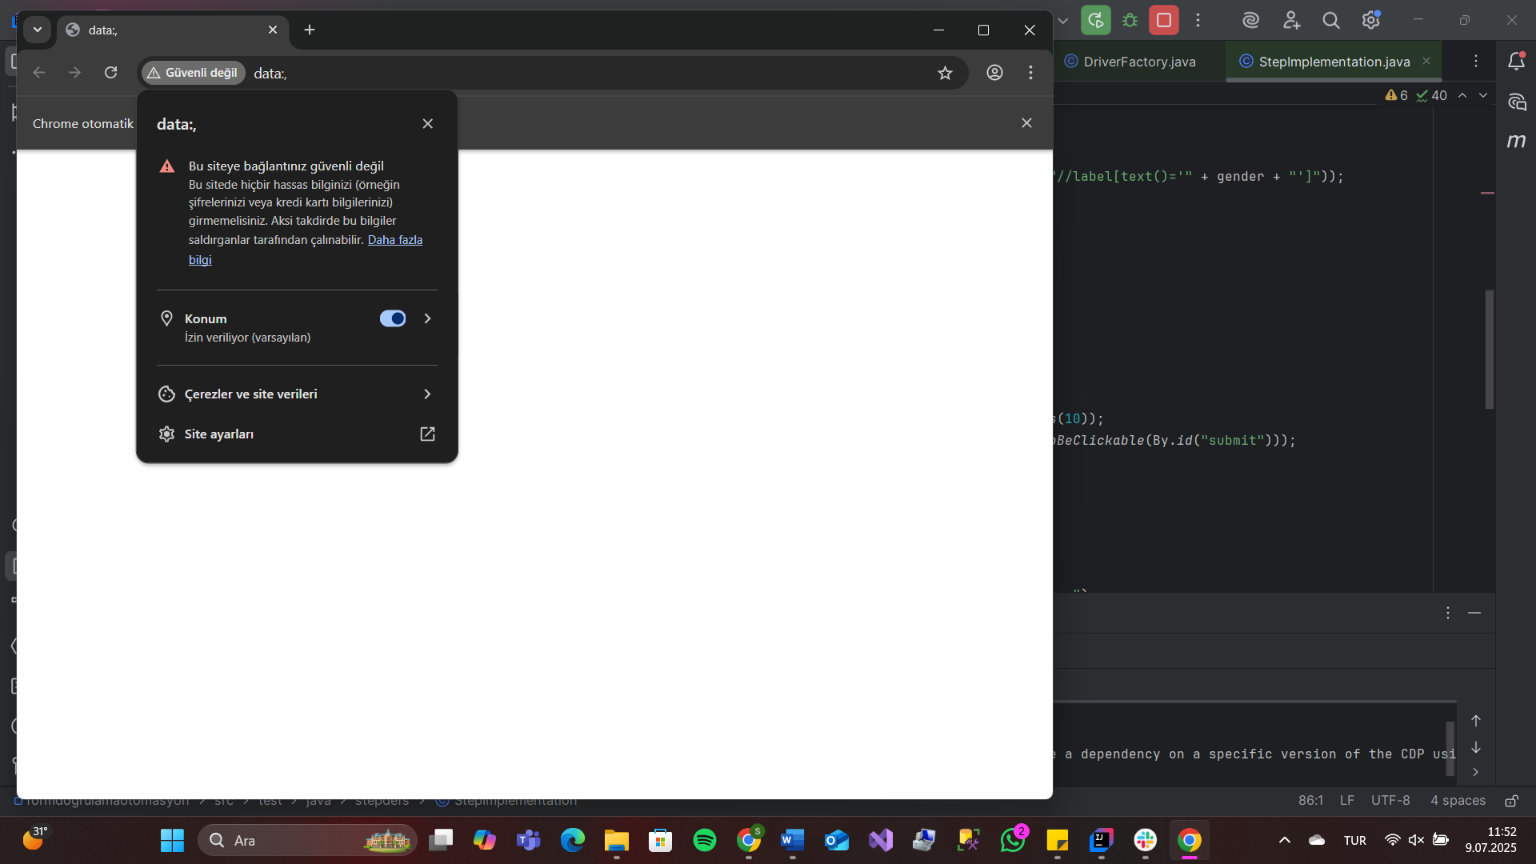 data:,
Güvenli değil
data:,
Chrome otomatik
data:,
Bu siteye bağlantınız güvenli değil
Bu sitede hiçbir hassas bilginizi (örneğin
şifrelerinizi veya kredi kartı bilgilerinizi)
girmemelisiniz. Aksi takdirde bu bilgiler
saldırganlar tarafından çalınabilir. Daha fazla
bilgi
Konum
İzin veriliyor (varsayılan)
Çerezler ve site verileri
Site ayarları
DriverFactory.java
StepImplementation.java
6 40
"//label[text()='" + gender + "']"));
(10));
BeClickable(By.id("submit")));
"}
a dependency on a specific version of the CDP usi
formdogrulamaotomasyon > src > test > java > stepdefs > StepImplementation
86:1 LF UTF-8 4 spaces
31°
Ara
S
2
TUR
11:52
9.07.2025